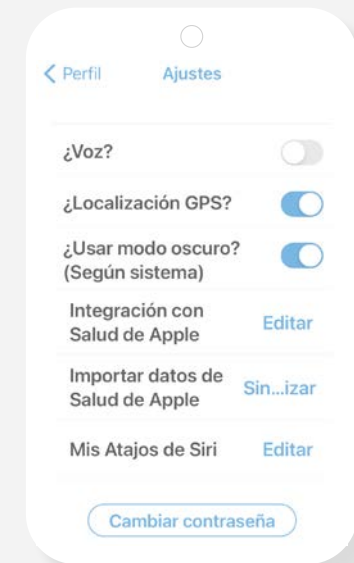 Perfil Ajustes
¿Voz?
¿Localización GPS?
¿Usar modo oscuro?
(Según sistema)
Integración con
Salud de Apple
Editar
Importar datos de
Salud de Apple
Sin...izar
Mis Atajos de Siri Editar
Cambiar contraseña